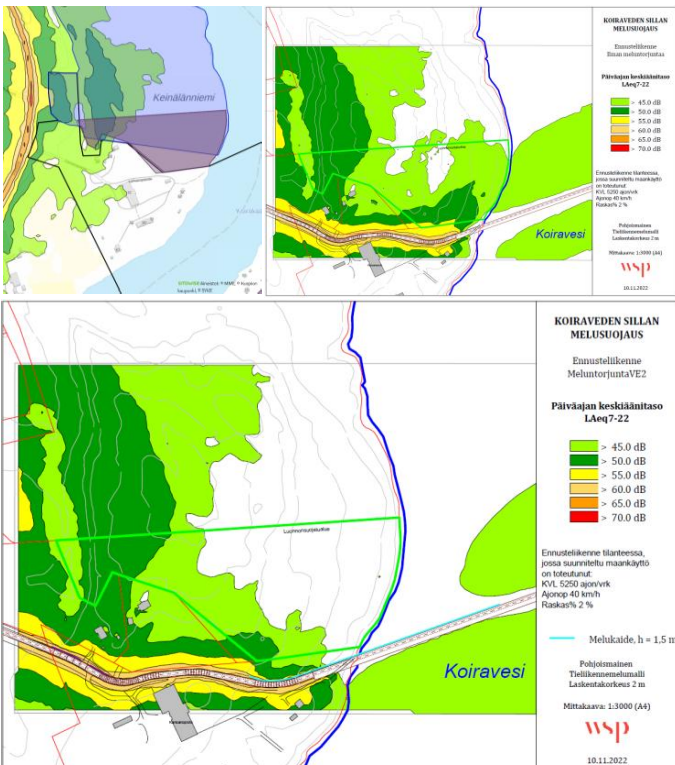 Keinälänniemi
KOIRAVEDEN SILLAN
MELUSUOJAUS
Ennusteliikenne
Ilman meluntorjuntaa
Päiväajan keskiäänitaso
LAeq7-22
> 45.0 dB
> 50.0 dB
> 55.0 dB
> 60.0 dB
> 65.0 dB
> 70.0 dB
Ennusteliikenne tilanteessa,
jossa suunniteltu maankäyttö
on toteutunut:
KVL 5250 ajon/vrk
Ajonop 40 km/h
Raskas% 2 %
Pohjoismainen
Tieliikennemelumalli
Laskentakorkeus 2 m
Mittakaava: 1:3000 (A4)
wsp
10.11.2022
Koiravesi
KOIRAVEDEN SILLAN
MELUSUOJAUS
Ennusteliikenne
MeluntorjuntaVE2
Päiväajan keskiäänitaso
LAeq7-22
> 45.0 dB
> 50.0 dB
> 55.0 dB
> 60.0 dB
> 65.0 dB
> 70.0 dB
Ennusteliikenne tilanteessa,
jossa suunniteltu maankäyttö
on toteutunut:
KVL 5250 ajon/vrk
Ajonop 40 km/h
Raskas% 2 %
Melukaide, h = 1,5 m
Pohjoismainen
Tieliikennemelumalli
Laskentakorkeus 2 m
Mittakaava: 1:3000 (A4)
wsp
10.11.2022
Koiravesi